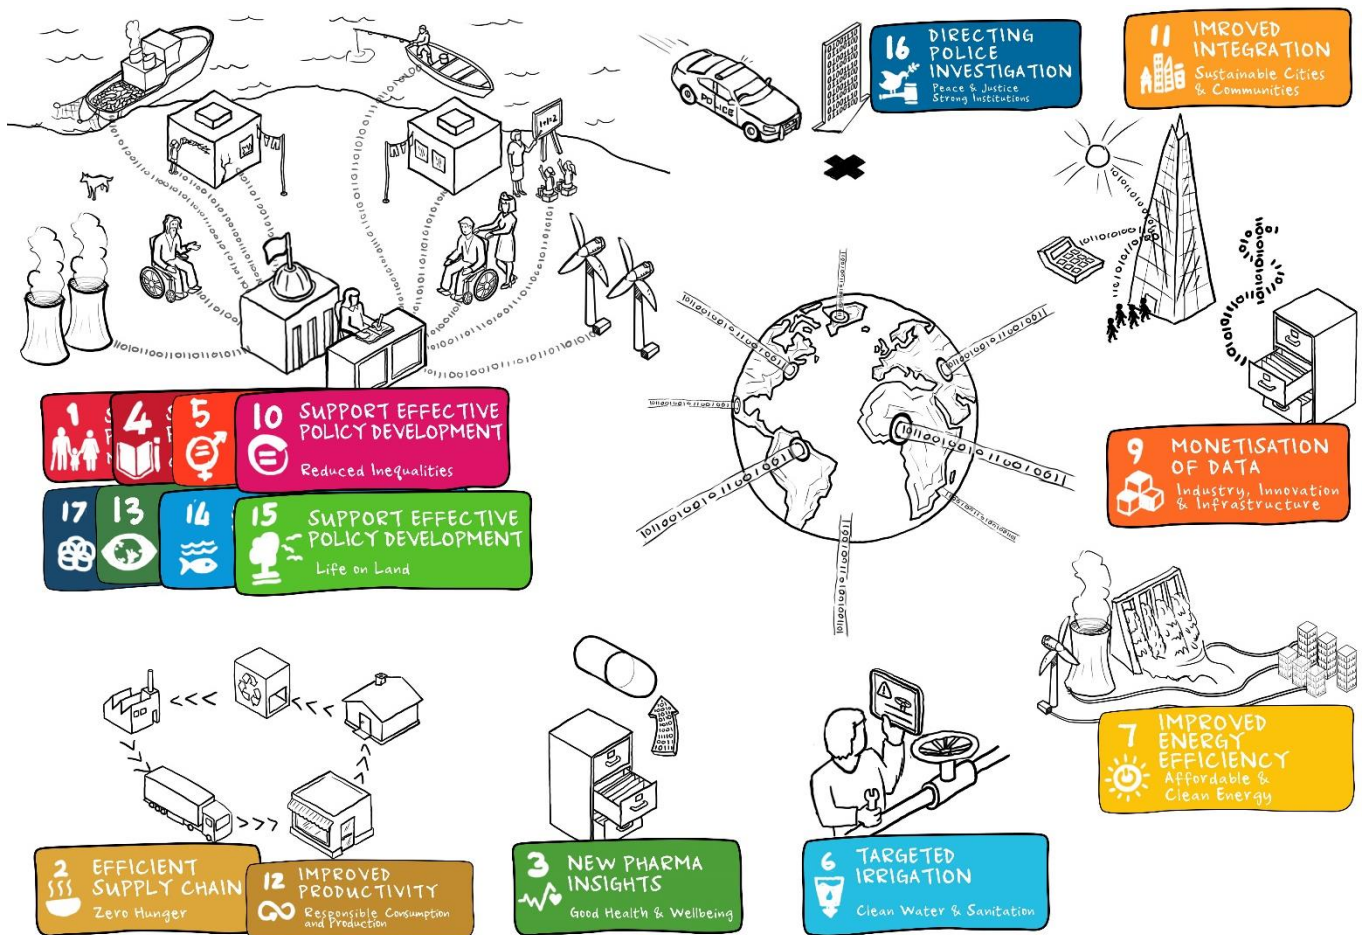 16 DIRECTING
POLICE
INVESTIGATION
Peace & Justice
Strong Institutions
11 IMROVED
INTEGRATION
Sustainable Cities
& Communities
POLICE
1+1=2
1
4
5
10 SUPPORT EFFECTIVE
POLICY DEVELOPMENT
Reduced Inequalities
17
13
14
15 SUPPORT EFFECTIVE
POLICY DEVELOPMENT
Life on Land
9 MONETISATION
OF DATA
Industry, Innovation
& Infrastructure
7 IMPROVED
ENERGY
EFFICIENCY
Affordable &
Clean Energy
2 EFFICIENT
SUPPLY CHAIN
Zero Hunger
12 IMPROVED
PRODUCTIVITY
Responsible Consumption
and Production
3 NEW PHARMA
INSIGHTS
Good Health & Wellbeing
6 TARGETED
IRRIGATION
Clean Water & Sanitation